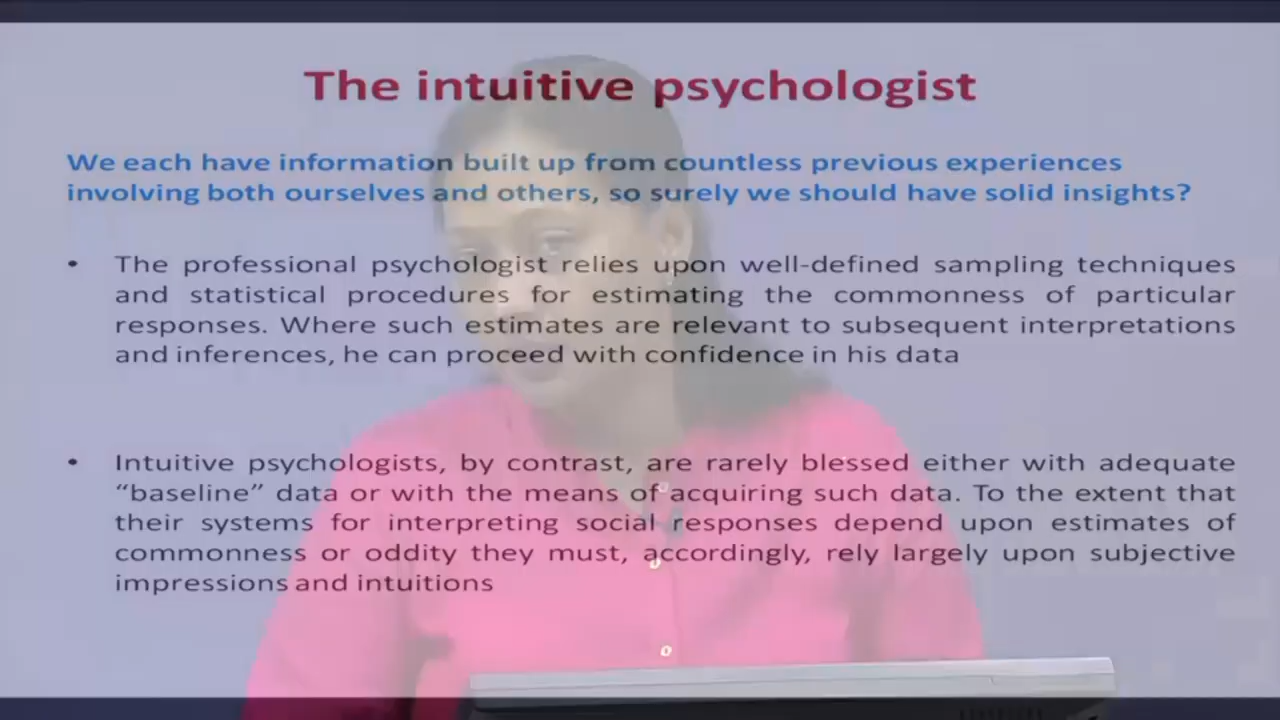 The intuitive psychologist
We each have information built up from countless previous experiences
involving both ourselves and others, so surely we should have solid insights?
• The professional psychologist relies upon well-defined sampling techniques
and statistical procedures for estimating the commonness of particular
responses. Where such estimates are relevant to subsequent interpretations
and inferences, he can proceed with confidence in his data
• Intuitive psychologists, by contrast, are rarely blessed either with adequate
“baseline” data or with the means of acquiring such data. To the extent that
their systems for interpreting social responses depend upon estimates of
commonness or oddity they must, accordingly, rely largely upon subjective
impressions and intuitions